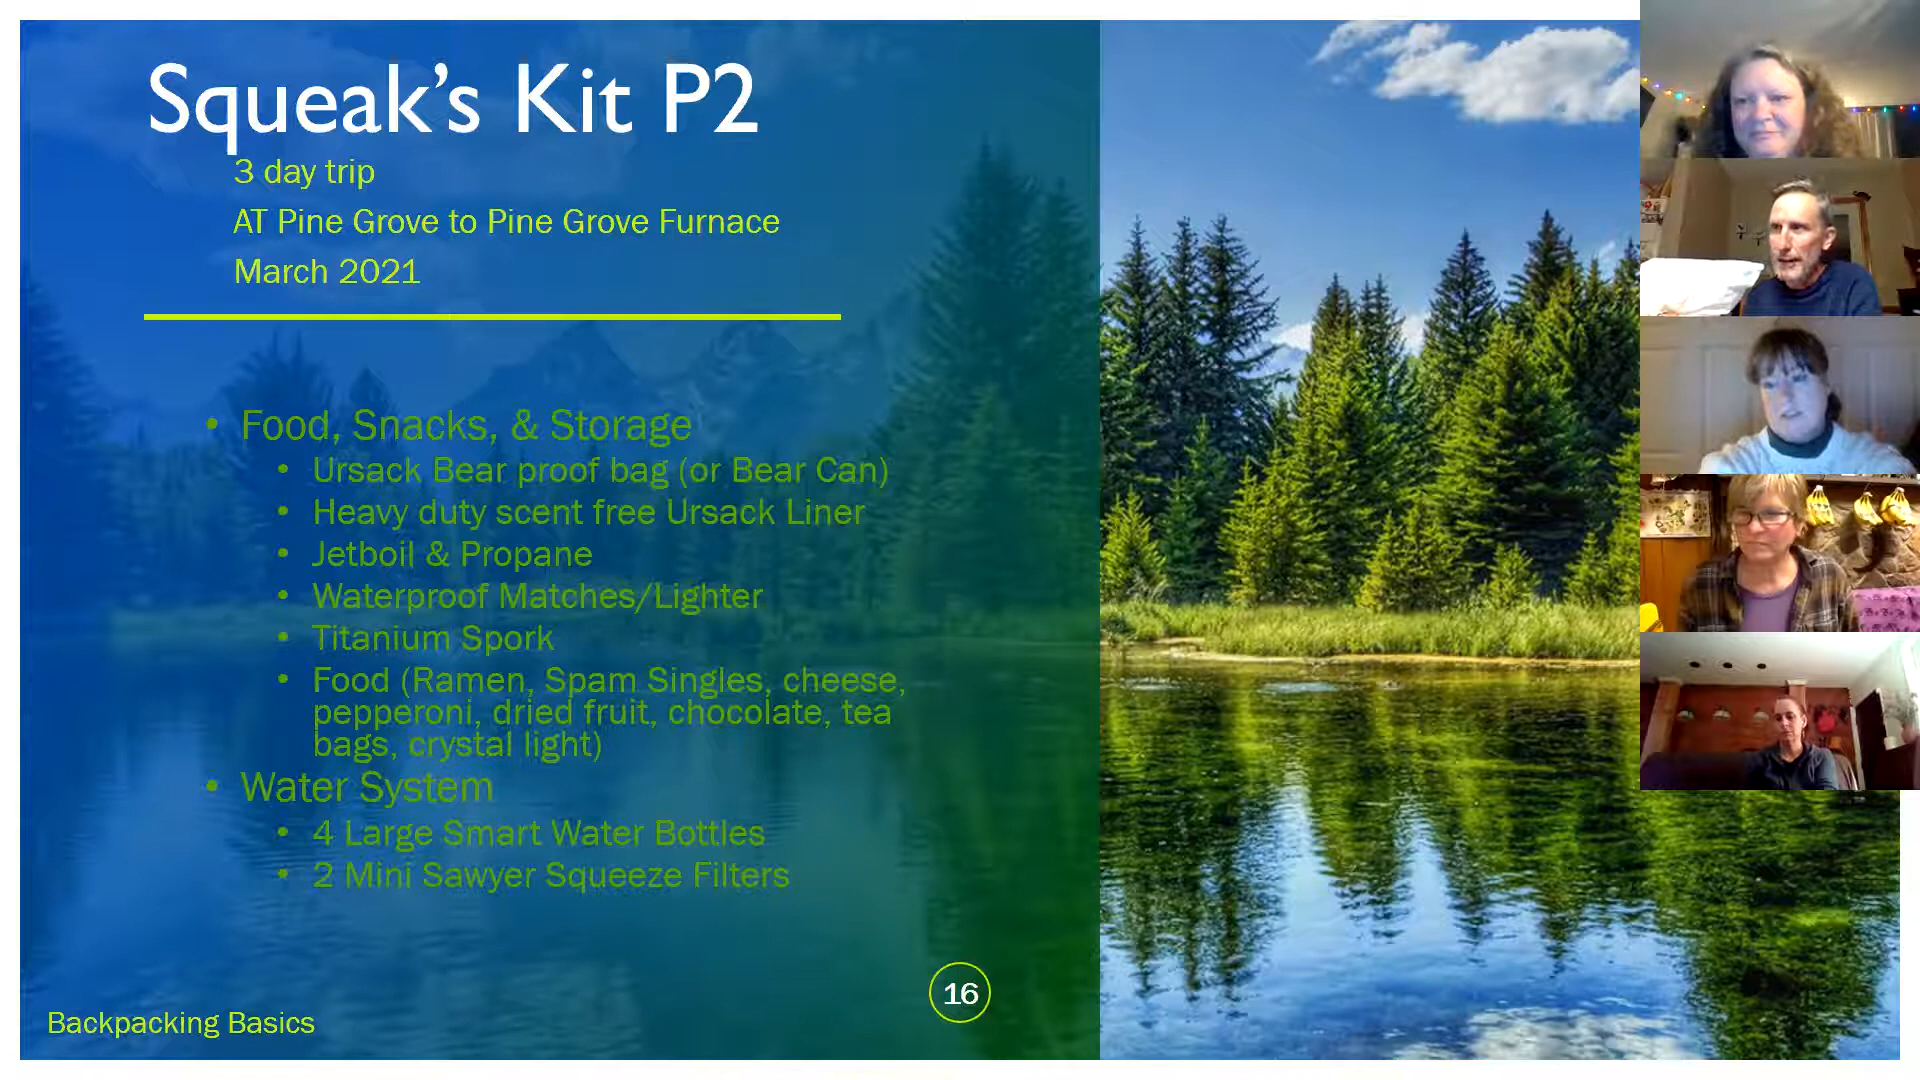 Squeak's Kit P2
3 day trip
AT Pine Grove to Pine Grove Furnace
March 2021
• Food, Snacks, & Storage
• Ursack Bear proof bag (or Bear Can)
• Heavy duty scent free Ursack Liner
• Jetboil & Propane
• Waterproof Matches/Lighter
• Titanium Spork
• Food (Ramen, Spam Singles, cheese,
pepperoni, dried fruit, chocolate, tea
bags, crystal light)
• Water System
• 4 Large Smart Water Bottles
• 2 Mini Sawyer Squeeze Filters
16
Backpacking Basics